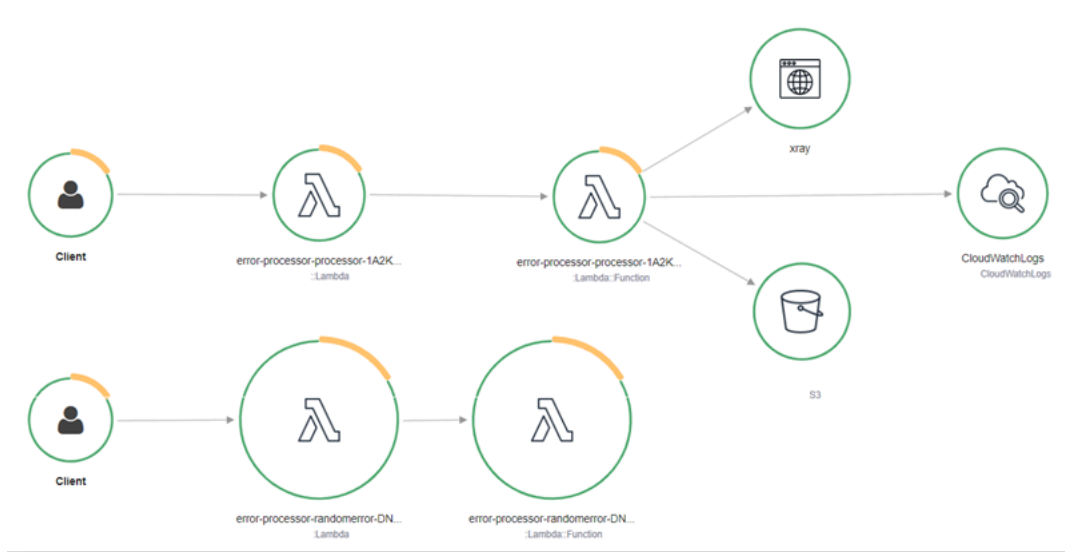 xray
Client
error-processor-processor-1A2K...
::Lambda
error-processor-processor-1A2K...
:Lambda::Function
CloudWatchLogs
CloudWatchLogs
S3
Client
error-processor-randomerror-DN...
:Lambda
error-processor-randomerror-DN...
:Lambda::Function